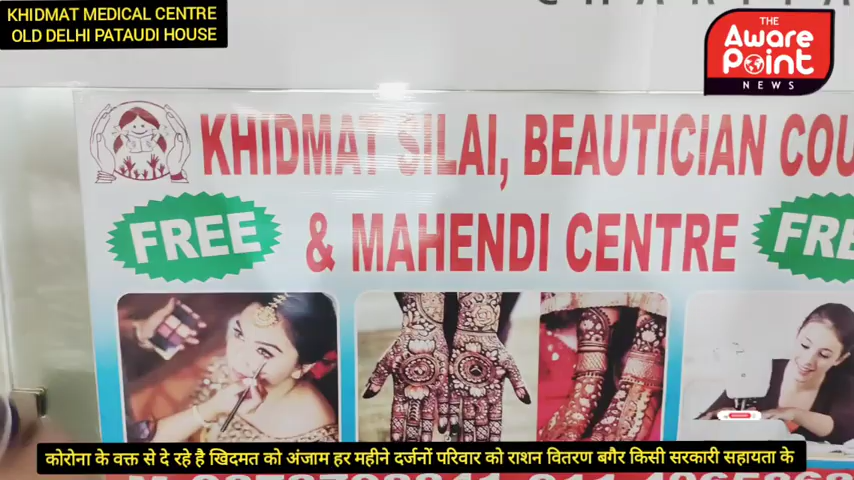 KHIDMAT MEDICAL CENTRE
OLD DELHI PATAUDI HOUSE
THE
Aware
Point
NEWS
KHIDMAT SILAI, BEAUTICIAN COU
FREE & MAHENDI CENTRE FRE
कोरोना के वक्त से दे रहे है खिदमत को अंजाम हर महीने दर्जनों परिवार को राशन वितरण बगैर किसी सरकारी सहायता के